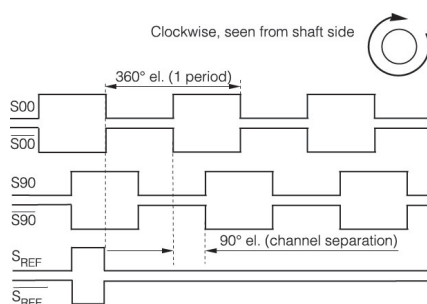 Clockwise, seen from shaft side
360° el. (1 period)
S00
S00
S90
S90
90° el. (channel separation)
SREF
SREF